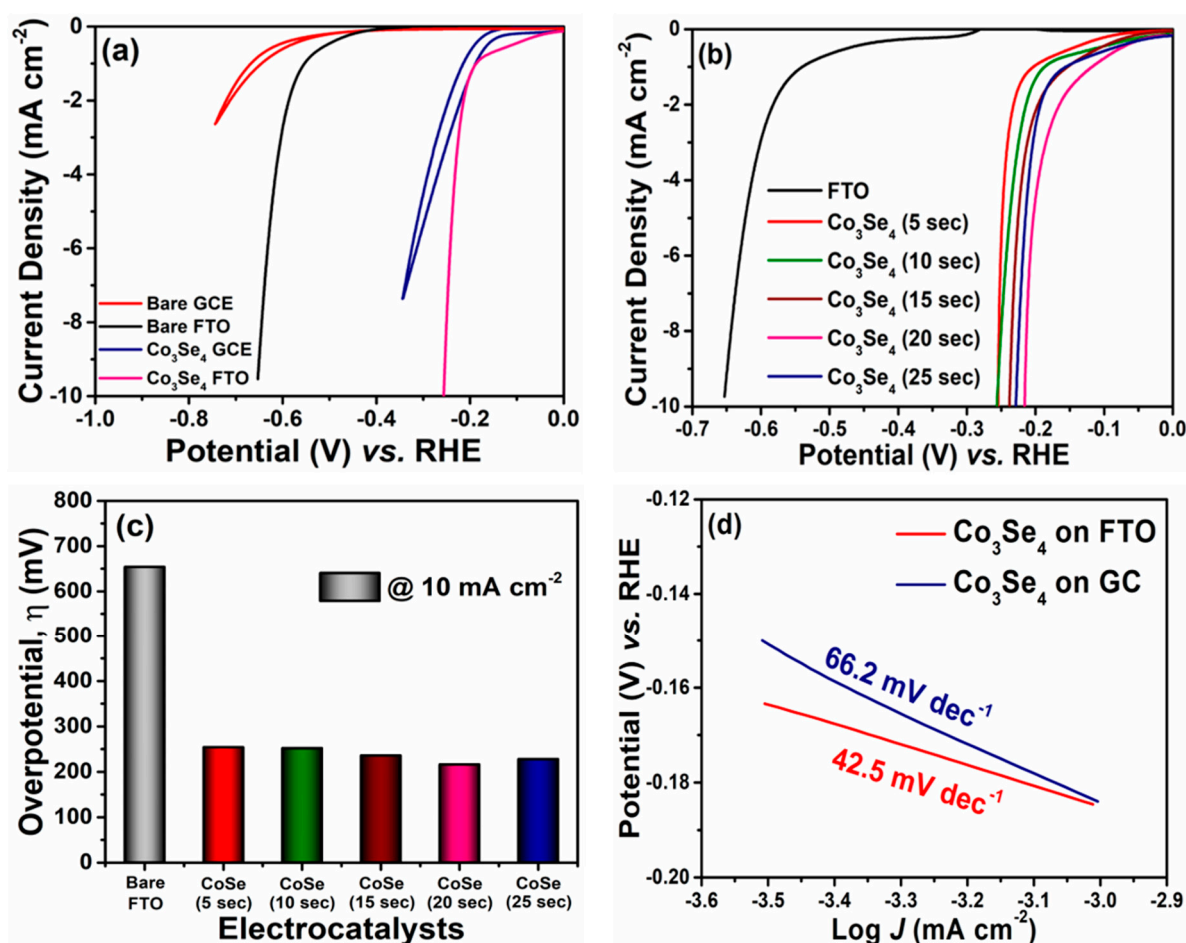 (a)
Current Density (mA cm⁻²)
0
-2
-4
-6
-8
-10
Bare GCE
Bare FTO
Co₃Se₄ GCE
Co₃Se₄ FTO
-1.0 -0.8 -0.6 -0.4 -0.2 0.0
Potential (V) vs. RHE
(b)
Current Density (mA cm⁻²)
0
-2
-4
-6
-8
-10
FTO
Co₃Se₄ (5 sec)
Co₃Se₄ (10 sec)
Co₃Se₄ (15 sec)
Co₃Se₄ (20 sec)
Co₃Se₄ (25 sec)
-0.7 -0.6 -0.5 -0.4 -0.3 -0.2 -0.1 0.0
Potential (V) vs. RHE
(c)
Overpotential, η (mV)
800
700
600
500
400
300
200
100
0
@ 10 mA cm⁻²
Bare CoSe CoSe CoSe CoSe CoSe
FTO (5 sec) (10 sec) (15 sec) (20 sec) (25 sec)
Electrocatalysts
(d)
Potential (V) vs. RHE
-0.12
-0.14
-0.16
-0.18
-0.20
Co₃Se₄ on FTO
Co₃Se₄ on GC
66.2 mV dec⁻¹
42.5 mV dec⁻¹
-3.6 -3.5 -3.4 -3.3 -3.2 -3.1 -3.0 -2.9
Log J (mA cm⁻²)